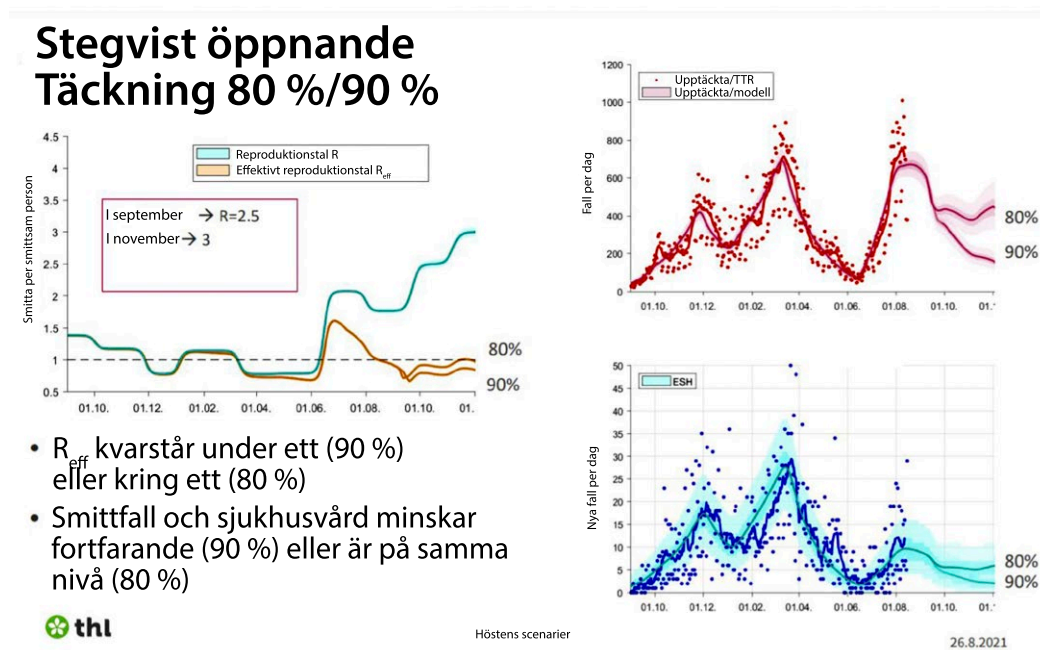 Stegvist öppnande
Täckning 80 %/90 %
Smitta per smittsam person
4.5
4
3.5
3
2.5
2
1.5
1
0.5
Reproduktionstal R
Effektivt reproduktionstal Reff
I september → R=2.5
I november → 3
80%
90%
01.10. 01.12. 01.02. 01.04. 01.06. 01.08. 01.10. 01.
• Reff kvarstår under ett (90 %)
eller kring ett (80 %)
• Smittfall och sjukhusvård minskar
fortfarande (90 %) eller är på samma
nivå (80 %)
Fall per dag
1200
1000
800
600
400
200
0
Upptäckta/TTR
Upptäckta/modell
80%
90%
01.10. 01.12. 01.02. 01.04. 01.06. 01.08. 01.10. 01.
Nya fall per dag
50
45
40
35
30
25
20
15
10
5
0
ESH
80%
90%
01.10. 01.12. 01.02. 01.04. 01.06. 01.08. 01.10. 01.
thl
Höstens scenarier
26.8.2021